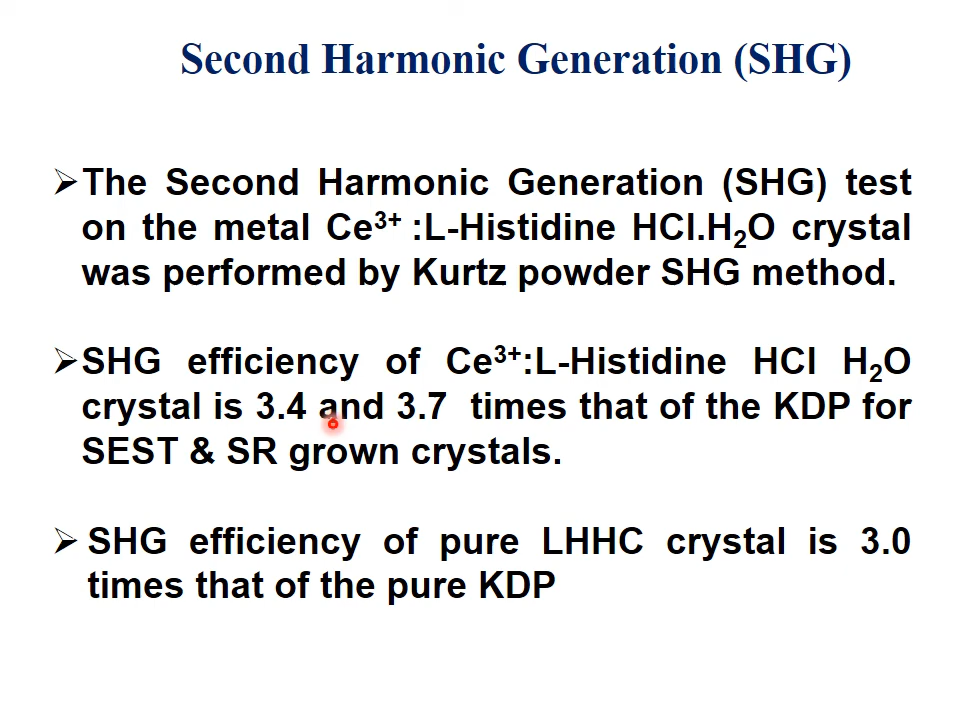 Second Harmonic Generation (SHG)
➢The Second Harmonic Generation (SHG) test
on the metal Ce³⁺ :L-Histidine HCl.H₂O crystal
was performed by Kurtz powder SHG method.
➢SHG efficiency of Ce³⁺:L-Histidine HCl H₂O
crystal is 3.4 and 3.7 times that of the KDP for
SEST & SR grown crystals.
➢ SHG efficiency of pure LHHC crystal is 3.0
times that of the pure KDP